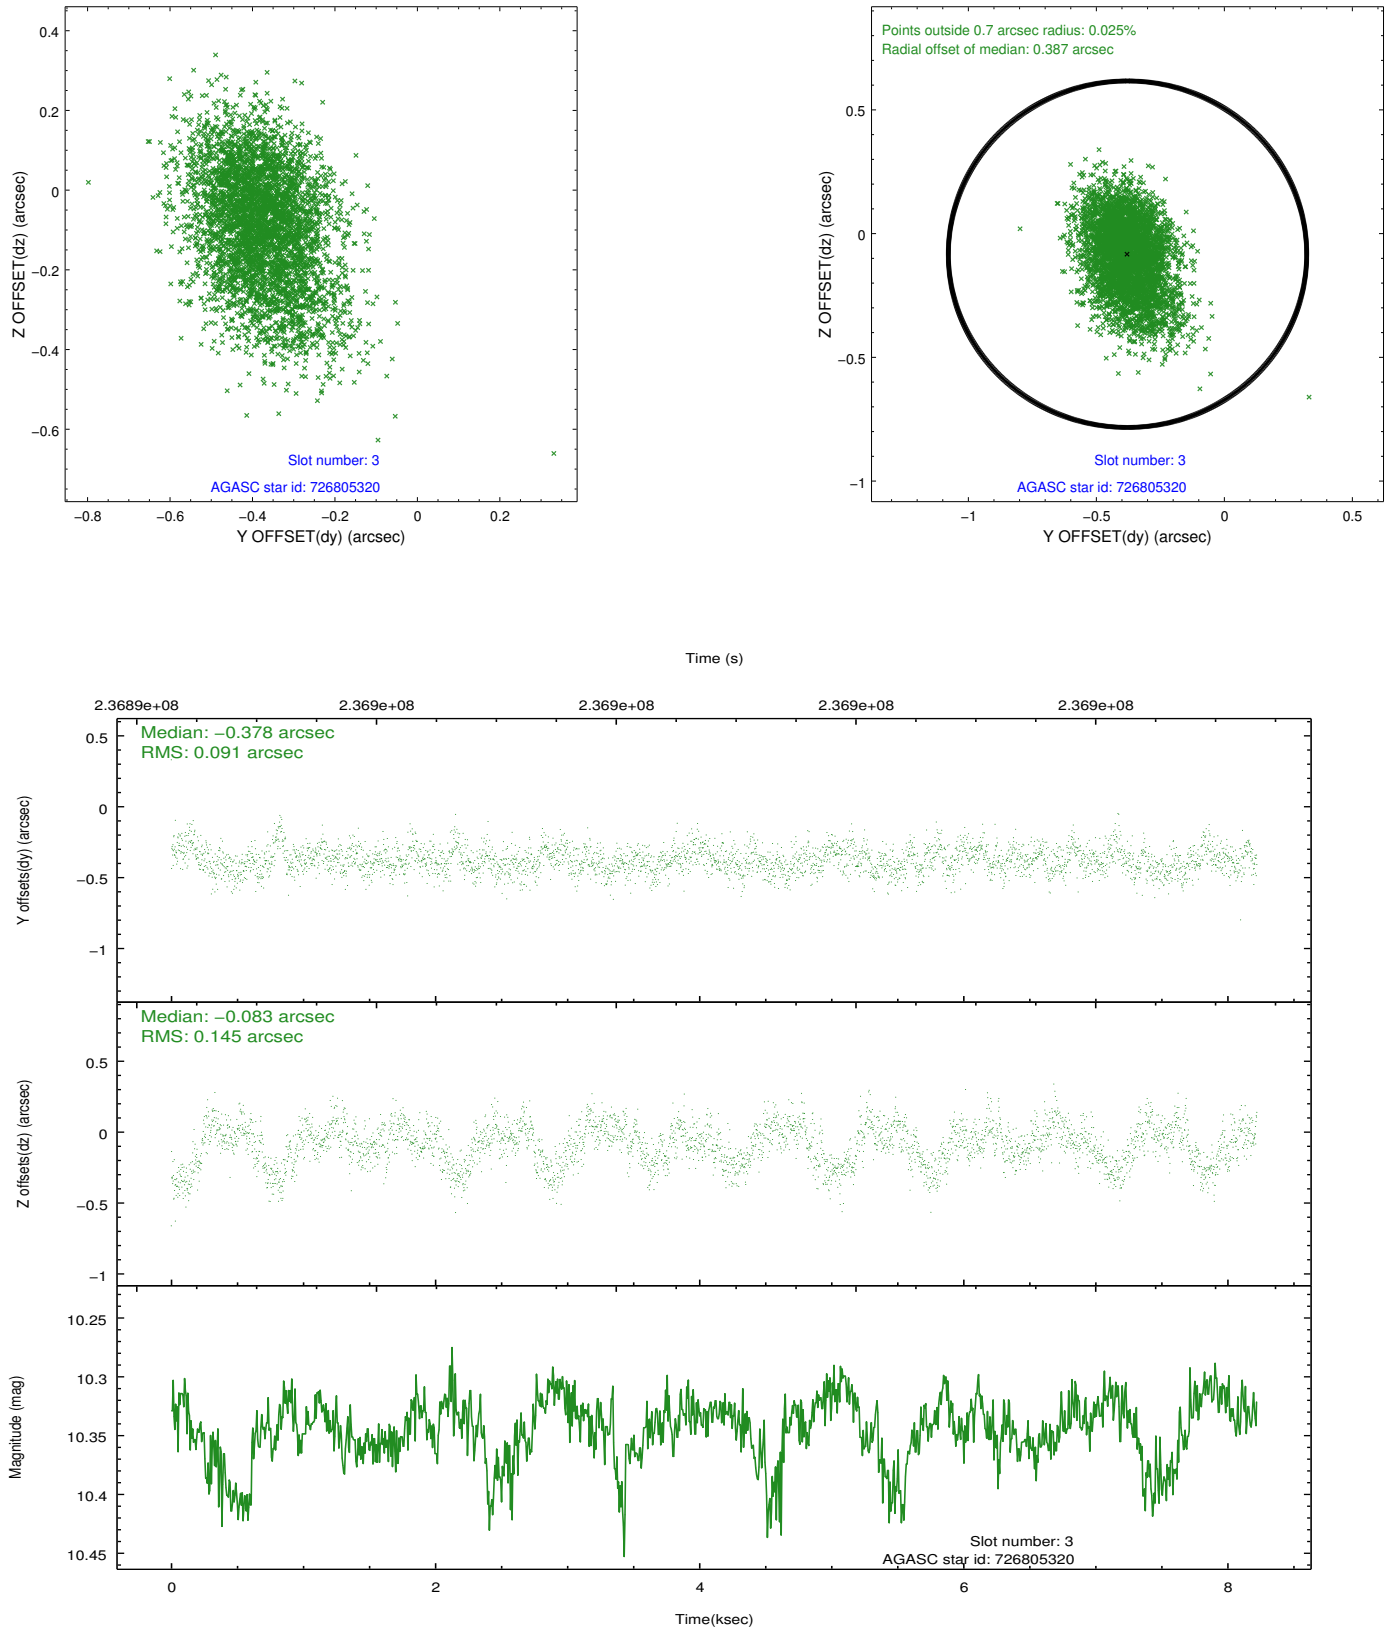 0.4
0.2
0
−0.2
−0.4
−0.6
Z OFFSET(dz) (arcsec)
Slot number: 3
AGASC star id: 726805320
−0.8 −0.6 −0.4 −0.2 0 0.2
Y OFFSET(dy) (arcsec)
Points outside 0.7 arcsec radius: 0.025%
Radial offset of median: 0.387 arcsec
0.5
0
−0.5
−1
Z OFFSET(dz) (arcsec)
Slot number: 3
AGASC star id: 726805320
−1 −0.5 0 0.5
Y OFFSET(dy) (arcsec)
Time (s)
2.3689e+08 2.369e+08 2.369e+08 2.369e+08 2.369e+08
Median: −0.378 arcsec
RMS: 0.091 arcsec
0.5
0
−0.5
−1
Y offsets(dy) (arcsec)
Median: −0.083 arcsec
RMS: 0.145 arcsec
0.5
0
−0.5
−1
Z offsets(dz) (arcsec)
10.25
10.3
10.35
10.4
10.45
Magnitude (mag)
Slot number: 3
AGASC star id: 726805320
0 2 4 6 8
Time(ksec)